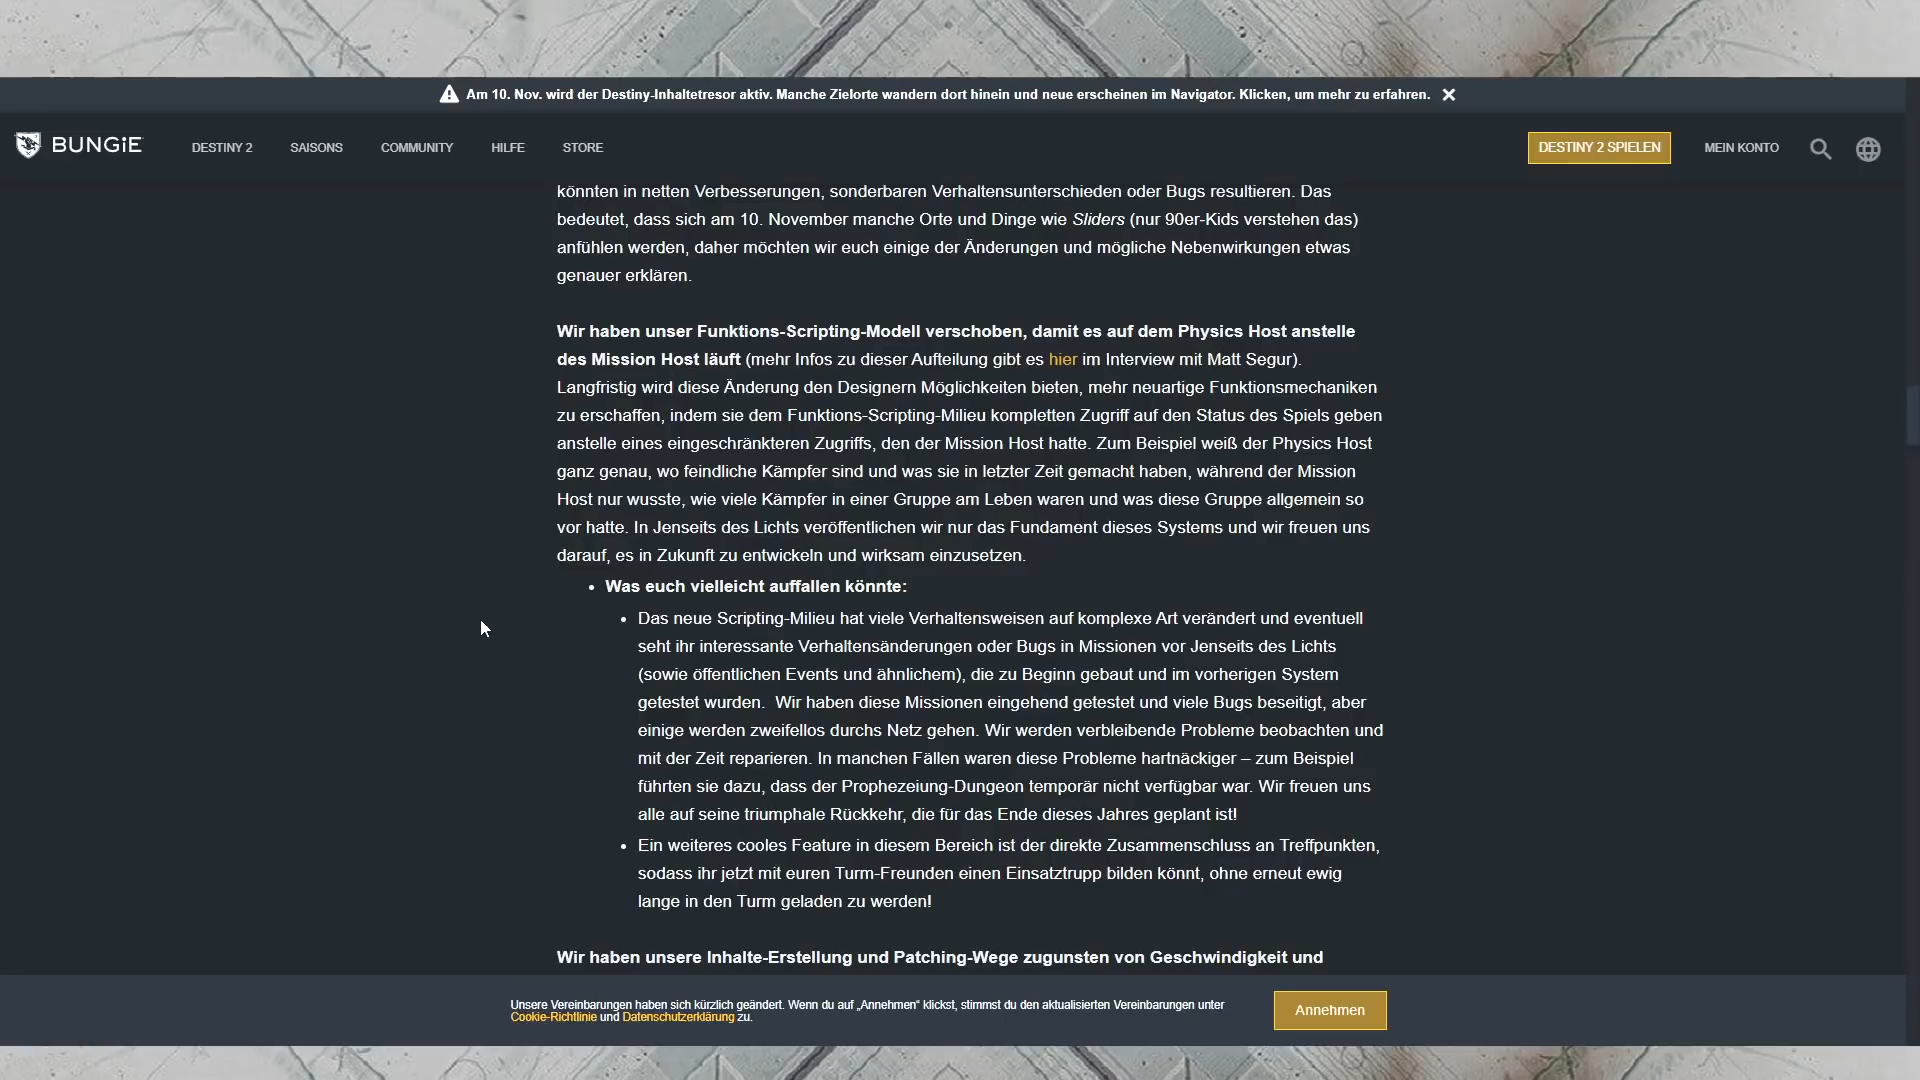 Am 10. Nov. wird der Destiny-Inhaltetresor aktiv. Manche Zielorte wandern dort hinein und neue erscheinen im Navigator. Klicken, um mehr zu erfahren.
BUNGiE
DESTINY 2
SAISONS
COMMUNITY
HILFE
STORE
DESTINY 2 SPIELEN
MEIN KONTO
könnten in netten Verbesserungen, sonderbaren Verhaltensunterschieden oder Bugs resultieren. Das
bedeutet, dass sich am 10. November manche Orte und Dinge wie Sliders (nur 90er-Kids verstehen das)
anfühlen werden, daher möchten wir euch einige der Änderungen und mögliche Nebenwirkungen etwas
genauer erklären.
Wir haben unser Funktions-Scripting-Modell verschoben, damit es auf dem Physics Host anstelle
des Mission Host läuft (mehr Infos zu dieser Aufteilung gibt es hier im Interview mit Matt Segur).
Langfristig wird diese Änderung den Designern Möglichkeiten bieten, mehr neuartige Funktionsmechaniken
zu erschaffen, indem sie dem Funktions-Scripting-Milieu kompletten Zugriff auf den Status des Spiels geben
anstelle eines eingeschränkteren Zugriffs, den der Mission Host hatte. Zum Beispiel weiß der Physics Host
ganz genau, wo feindliche Kämpfer sind und was sie in letzter Zeit gemacht haben, während der Mission
Host nur wusste, wie viele Kämpfer in einer Gruppe am Leben waren und was diese Gruppe allgemein so
vor hatte. In Jenseits des Lichts veröffentlichen wir nur das Fundament dieses Systems und wir freuen uns
darauf, es in Zukunft zu entwickeln und wirksam einzusetzen.
• Was euch vielleicht auffallen könnte:
• Das neue Scripting-Milieu hat viele Verhaltensweisen auf komplexe Art verändert und eventuell
seht ihr interessante Verhaltensänderungen oder Bugs in Missionen vor Jenseits des Lichts
(sowie öffentlichen Events und ähnlichem), die zu Beginn gebaut und im vorherigen System
getestet wurden.  Wir haben diese Missionen eingehend getestet und viele Bugs beseitigt, aber
einige werden zweifellos durchs Netz gehen. Wir werden verbleibende Probleme beobachten und
mit der Zeit reparieren. In manchen Fällen waren diese Probleme hartnäckiger – zum Beispiel
führten sie dazu, dass der Prophezeiung-Dungeon temporär nicht verfügbar war. Wir freuen uns
alle auf seine triumphale Rückkehr, die für das Ende dieses Jahres geplant ist!
• Ein weiteres cooles Feature in diesem Bereich ist der direkte Zusammenschluss an Treffpunkten,
sodass ihr jetzt mit euren Turm-Freunden einen Einsatztrupp bilden könnt, ohne erneut ewig
lange in den Turm geladen zu werden!
Wir haben unsere Inhalte-Erstellung und Patching-Wege zugunsten von Geschwindigkeit und
Unsere Vereinbarungen haben sich kürzlich geändert. Wenn du auf „Annehmen“ klickst, stimmst du den aktualisierten Vereinbarungen unter
Cookie-Richtlinie und Datenschutzerklärung zu.
Annehmen